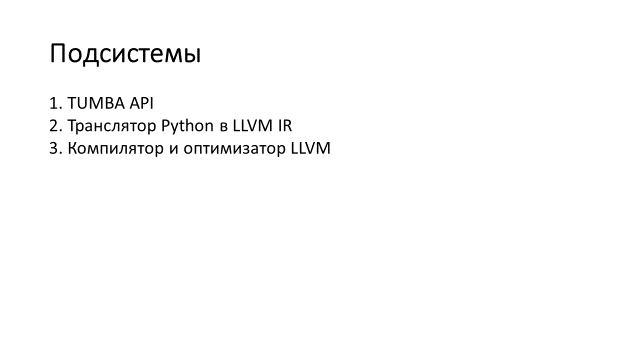 Подсистемы
1. TUMBA API
2. Транслятор Python в LLVM IR
3. Компилятор и оптимизатор LLVM